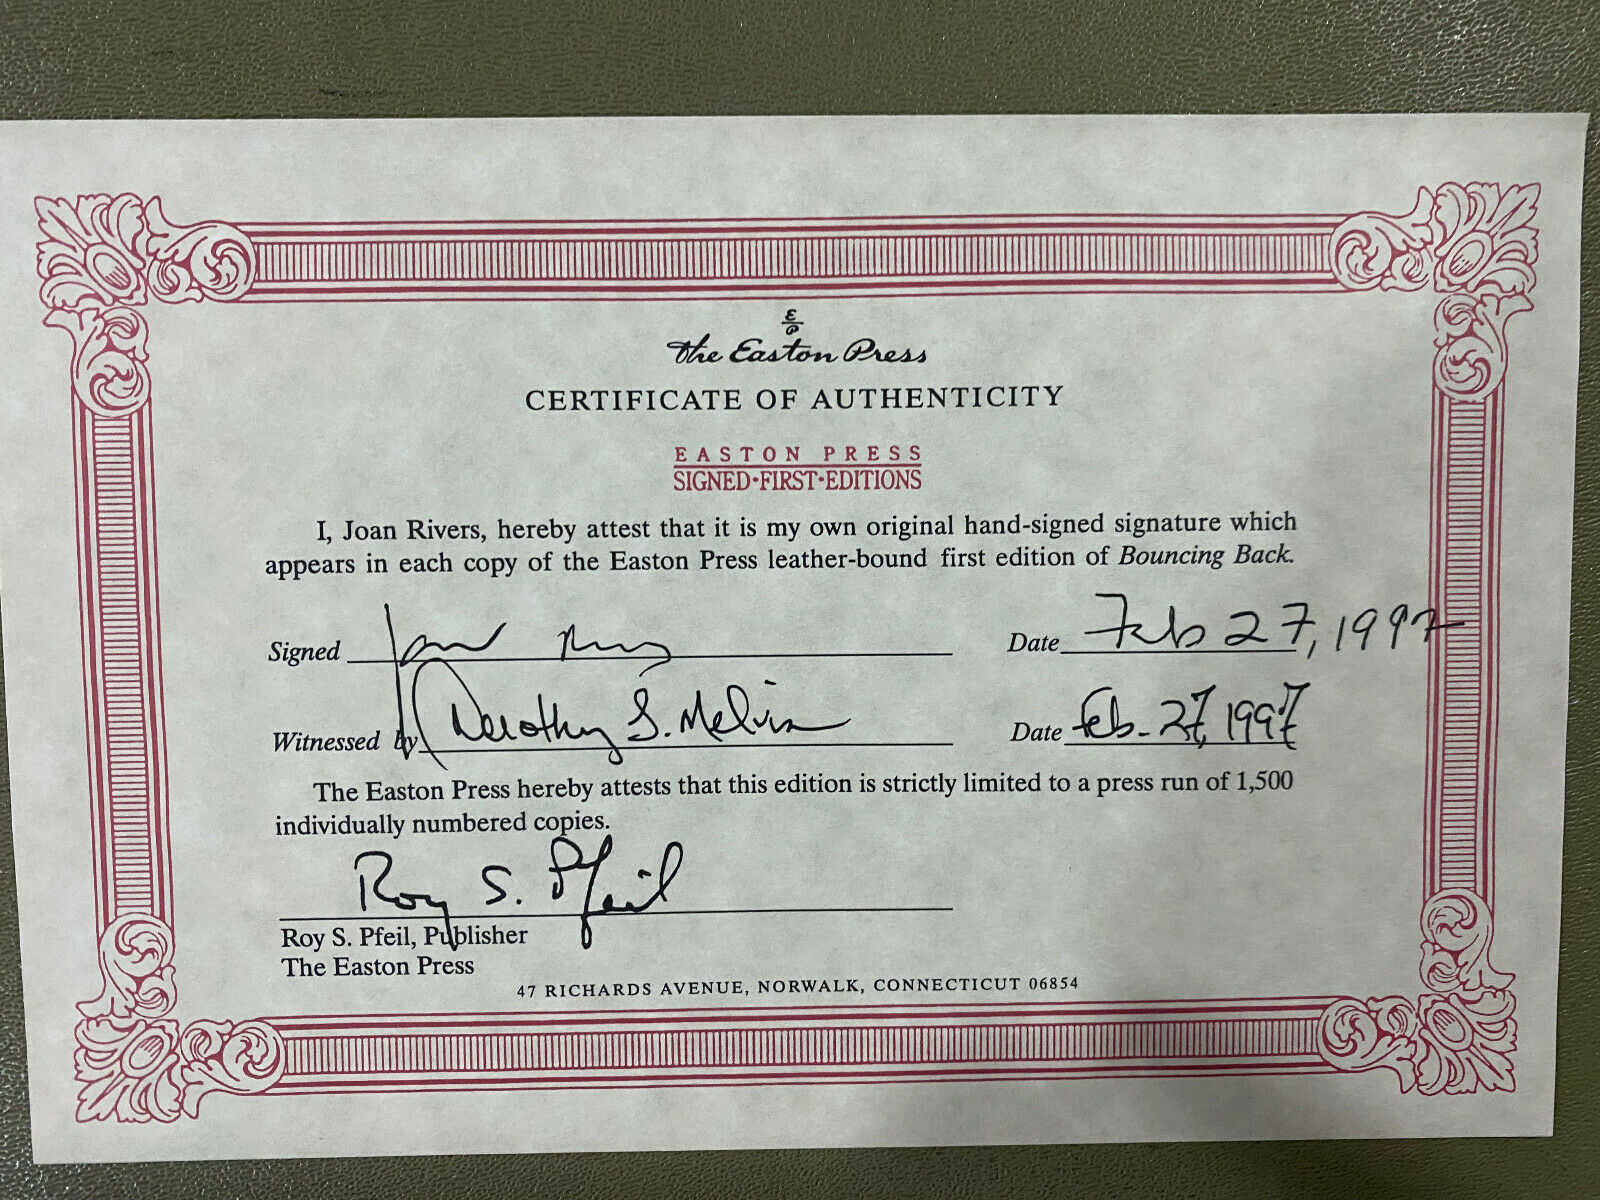 E
P
The Easton Press
CERTIFICATE OF AUTHENTICITY
EASTON PRESS
SIGNED·FIRST·EDITIONS
I, Joan Rivers, hereby attest that it is my own original hand-signed signature which
appears in each copy of the Easton Press leather-bound first edition of Bouncing Back.
Signed Joan Rivers Date Feb 27, 1997
Witnessed by Dorothy S. Melvin Date Feb. 27, 1997
The Easton Press hereby attests that this edition is strictly limited to a press run of 1,500
individually numbered copies.
Roy S. Pfeil
Roy S. Pfeil, Publisher
The Easton Press
47 RICHARDS AVENUE, NORWALK, CONNECTICUT 06854